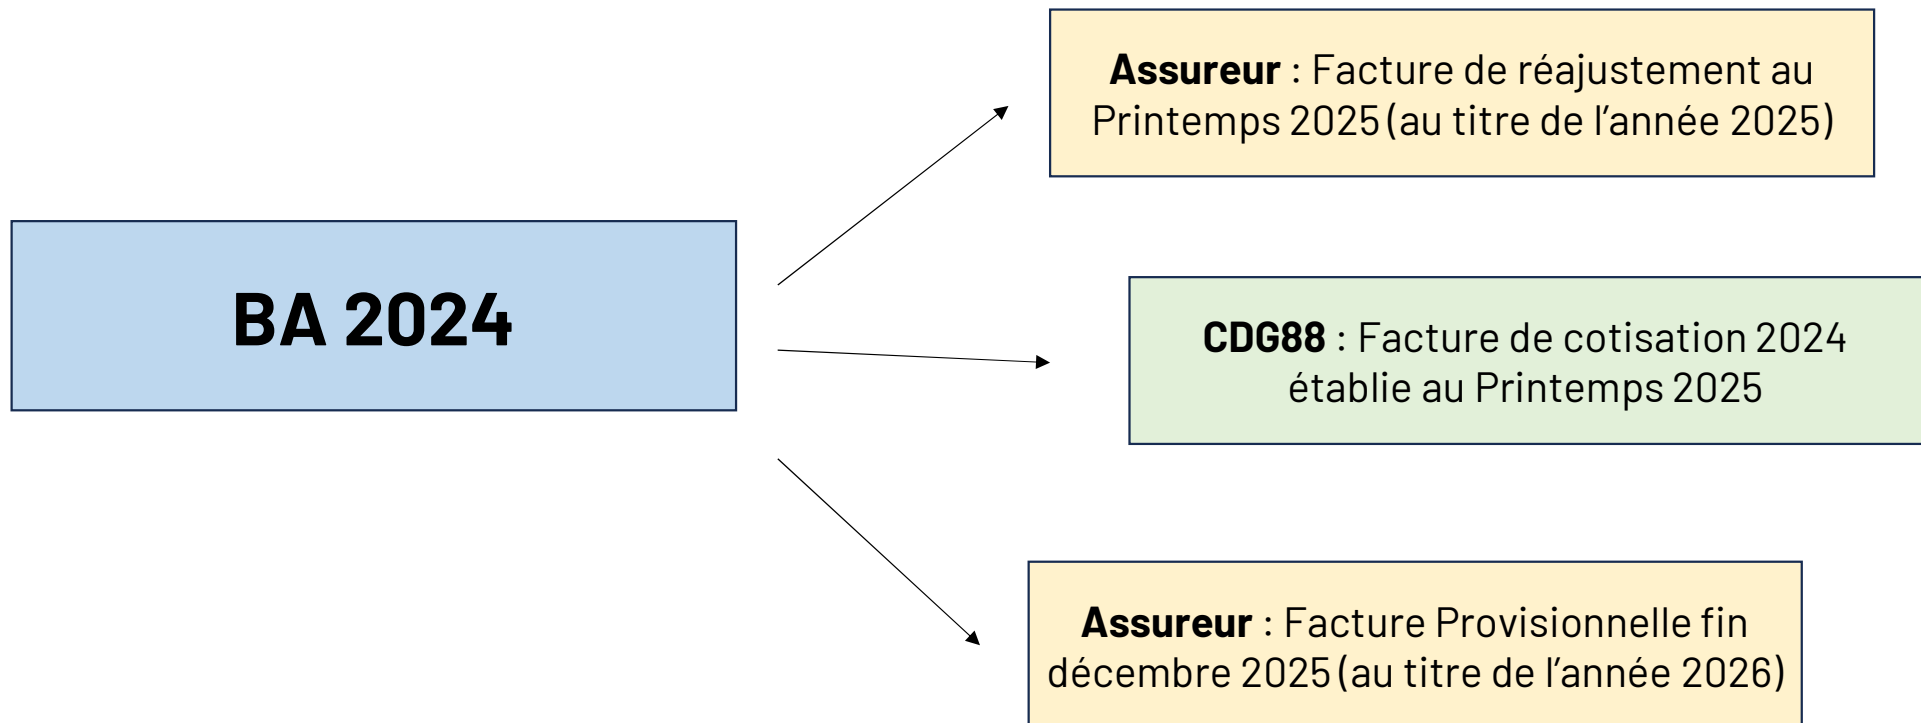 Assureur : Facture de réajustement au
Printemps 2025 (au titre de l’année 2025)
BA 2024
CDG88 : Facture de cotisation 2024
établie au Printemps 2025
Assureur : Facture Provisionnelle fin
décembre 2025 (au titre de l’année 2026)